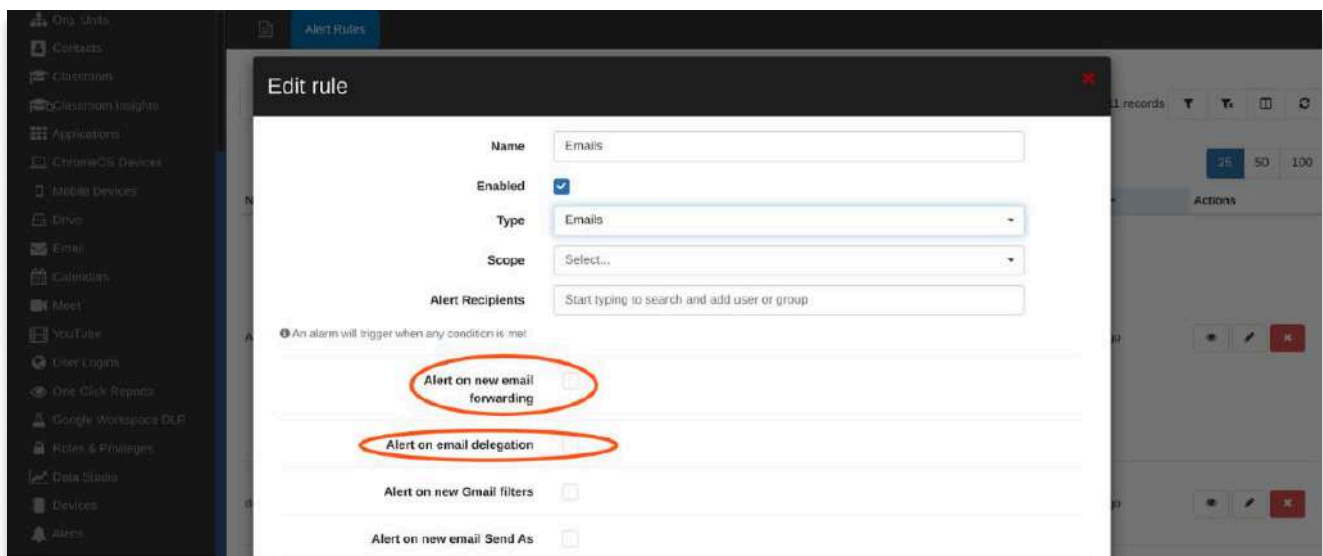 Org. Units
Alert Rules
Contacts
Classroom
Edit rule
Classroom Insights
11 records
Applications
Name
Emails
ChromeOS Devices
25
50
100
Enabled
Mobile Devices
Actions
Type
Emails
Drive
Email
Scope
Select...
Calendars
Alert Recipients
Start typing to search and add user or group
Meet
An alarm will trigger when any condition is met
YouTube
User Logins
Alert on new email
forwarding
One Click Reports
Google Workspace DLP
Alert on email delegation
Roles & Privileges
Data Studio
Alert on new Gmail filters
Devices
Alerts
Alert on new email Send As